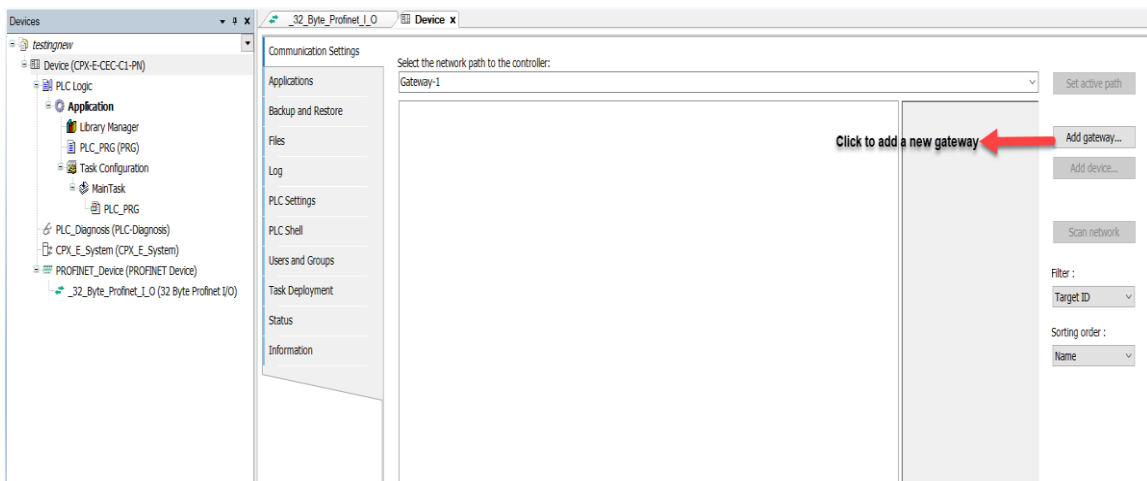 Devices
testingnew
Device (CPX-E-CEC-C1-PN)
PLC Logic
Application
Library Manager
PLC_PRG (PRG)
Task Configuration
MainTask
PLC_PRG
PLC_Diagnosis (PLC-Diagnosis)
CPX_E_System (CPX_E_System)
PROFINET_Device (PROFINET Device)
_32_Byte_Profinet_I_O (32 Byte Profinet I/O)
_32_Byte_Profinet_I_O
Device x
Communication Settings
Applications
Backup and Restore
Files
Log
PLC Settings
PLC Shell
Users and Groups
Task Deployment
Status
Information
Select the network path to the controller:
Gateway-1
Set active path
Click to add a new gateway
Add gateway...
Add device...
Scan network
Filter :
Target ID
Sorting order :
Name